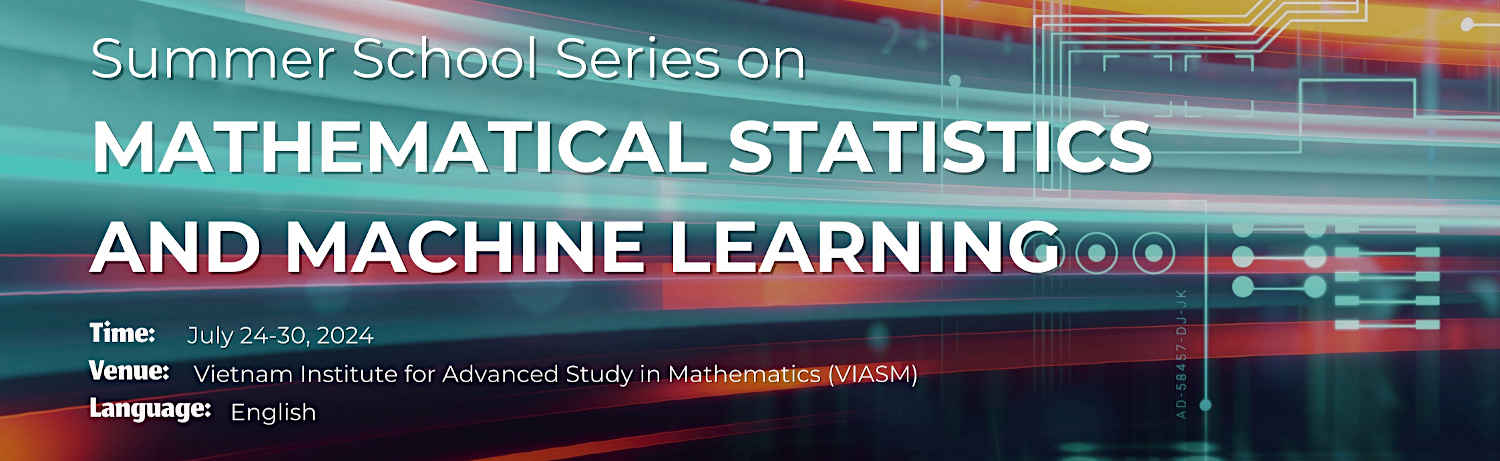 Summer School Series on
MATHEMATICAL STATISTICS
AND MACHINE LEARNING
Time: July 24-30, 2024
Venue: Vietnam Institute for Advanced Study in Mathematics (VIASM)
Language: English
AD-58457-DJ-JK